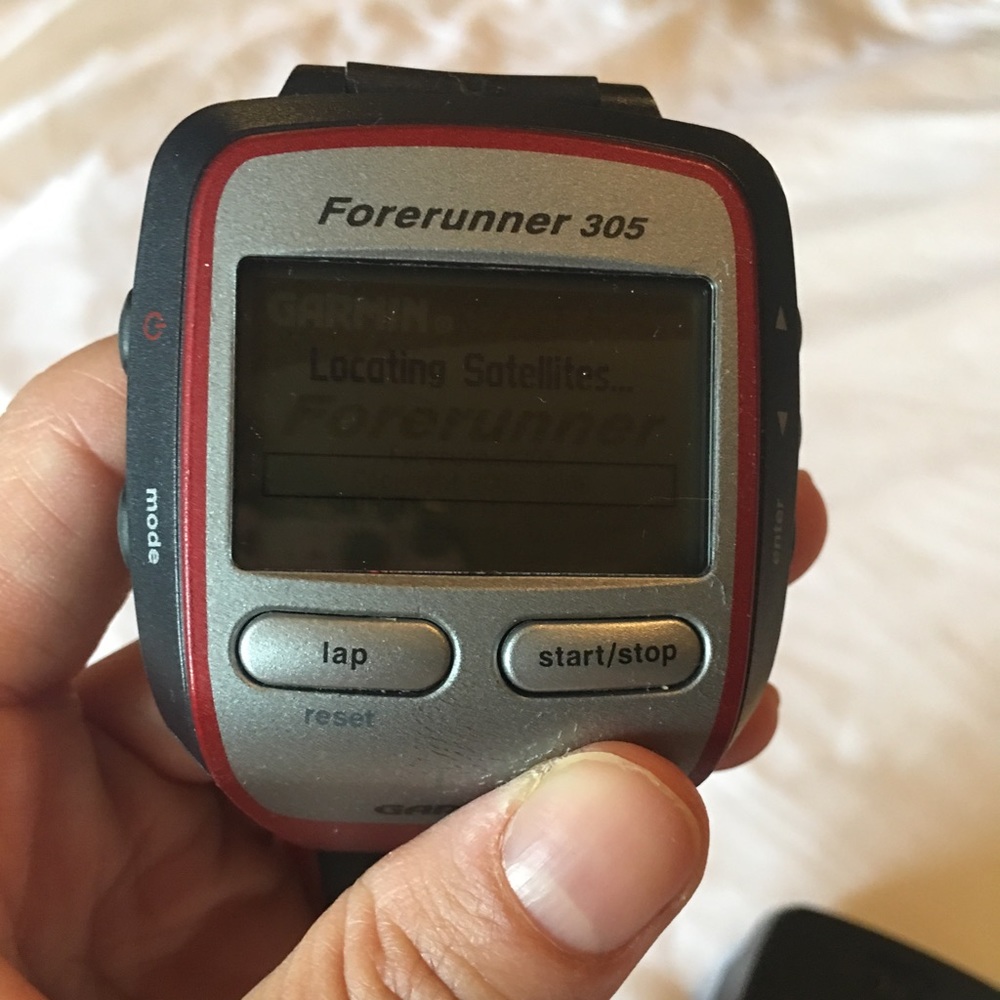 Forerunner 305
GARMIN
Locating Satellites...
Forerunner
mode
enter
lap
start/stop
reset